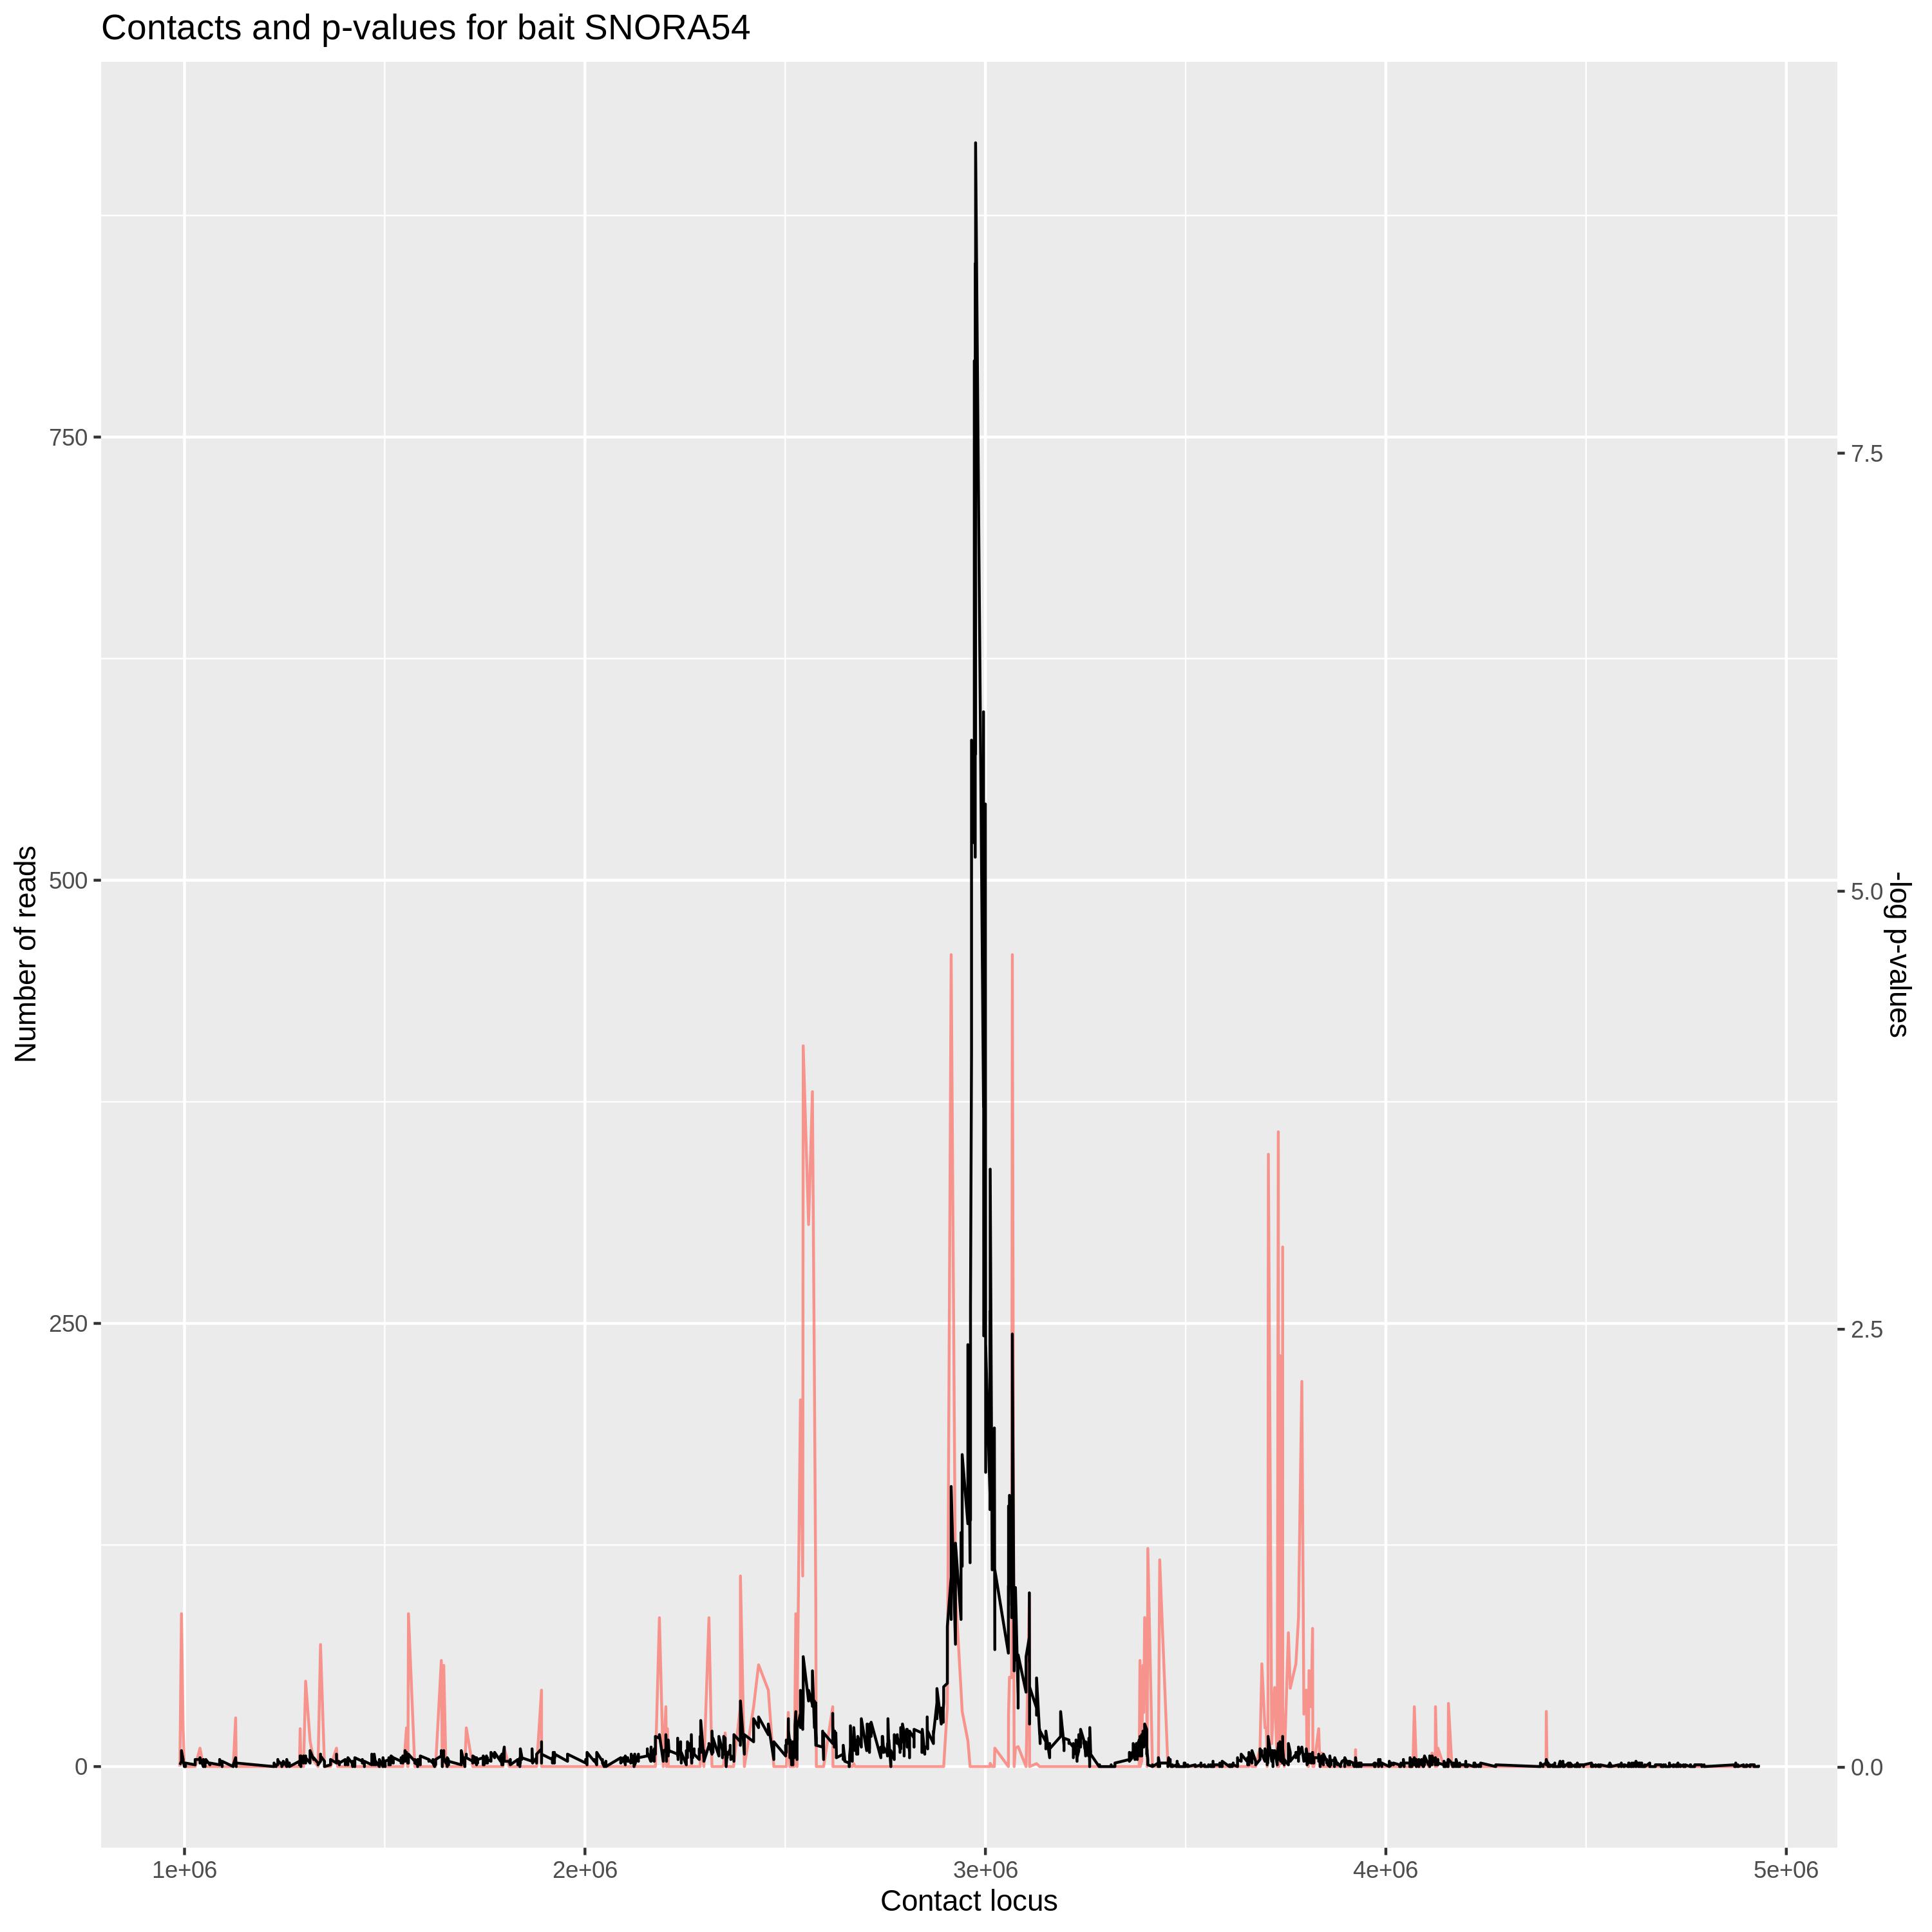 Contacts and p-values for bait SNORA54
750
500
250
0
Number of reads
7.5
5.0
2.5
0.0
-log p-values
1e+06
2e+06
3e+06
4e+06
5e+06
Contact locus